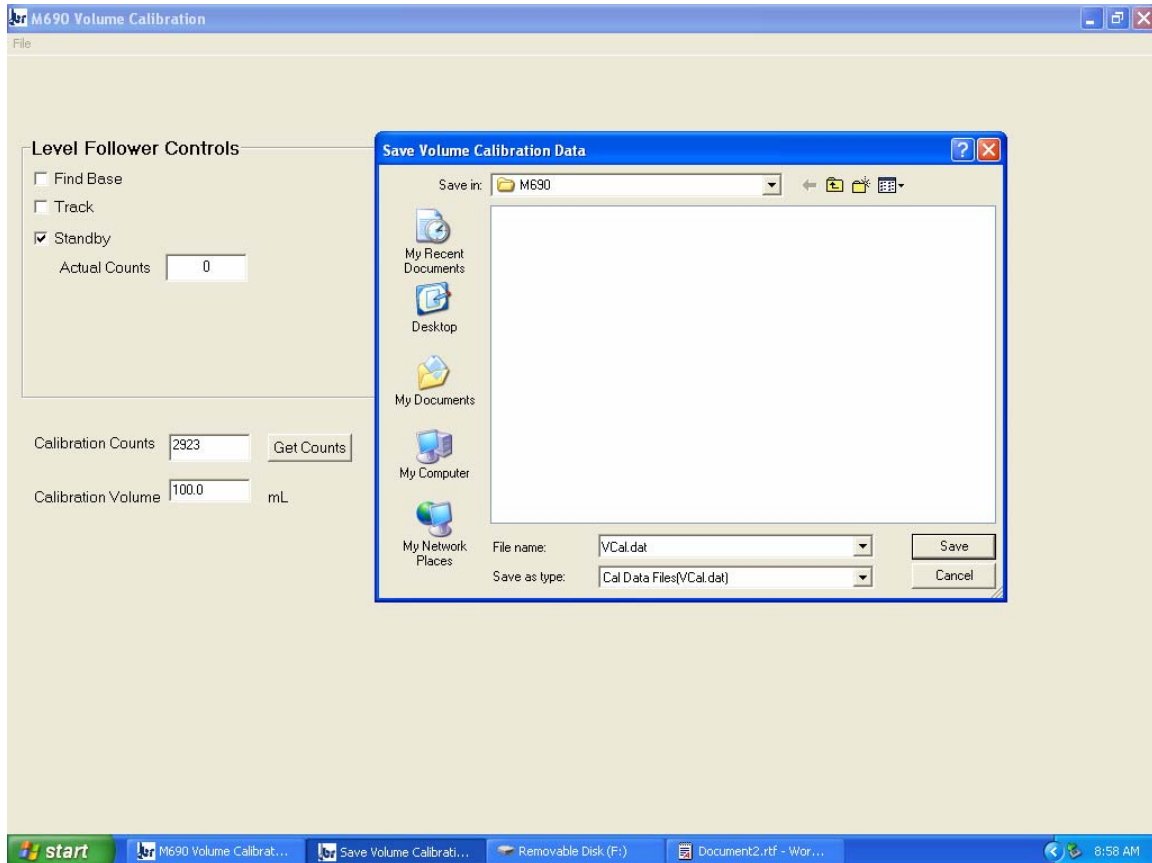 M690 Volume Calibration
File
Level Follower Controls
Find Base
Track
Standby
Actual Counts 0
Calibration Counts 2923 Get Counts
Calibration Volume 100.0 mL
Save Volume Calibration Data
Save in: M690
My Recent
Documents
Desktop
My Documents
My Computer
My Network
Places
File name: VCal.dat Save
Save as type: Cal Data Files(VCal.dat) Cancel
start M690 Volume Calibrat... Save Volume Calibrati... Removable Disk (F:) Document2.rtf - Wor... 8:58 AM